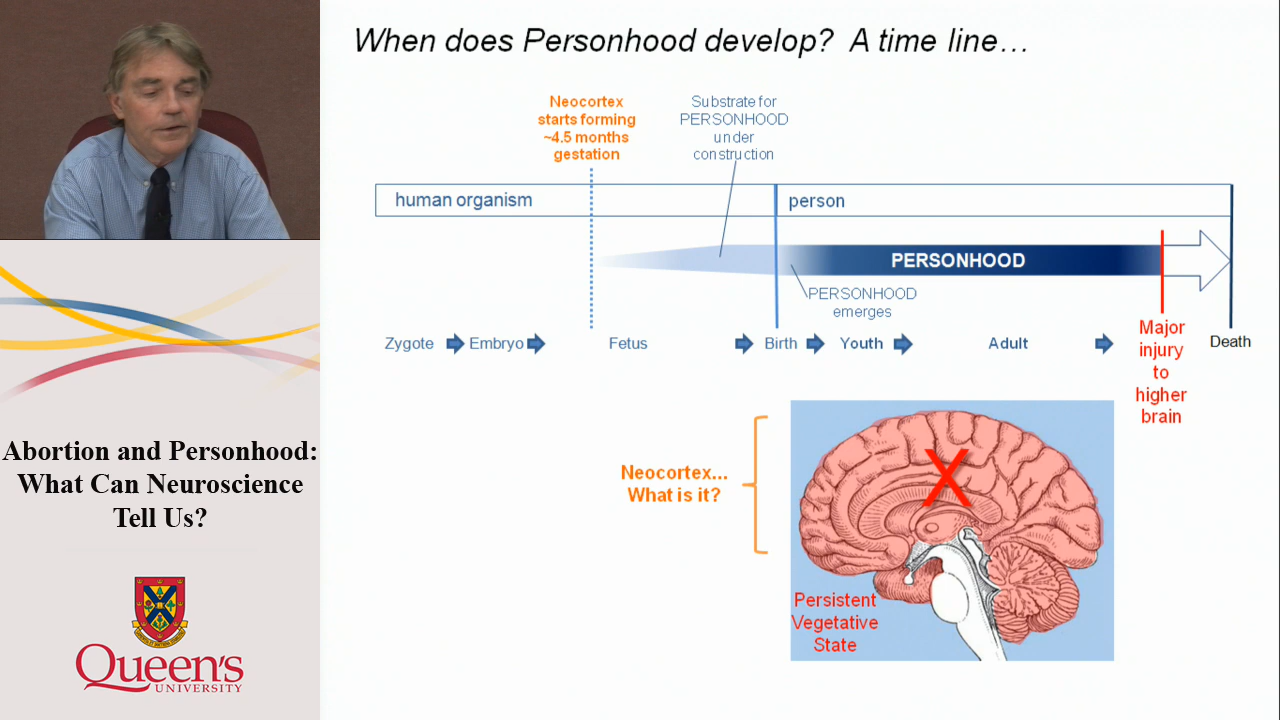 When does Personhood develop? A time line…
Neocortex
starts forming
~4.5 months
gestation
Substrate for
PERSONHOOD
under
construction
human organism
person
PERSONHOOD
PERSONHOOD
emerges
Zygote
Embryo
Fetus
Birth
Youth
Adult
Major
injury
to
higher
brain
Death
Neocortex...
What is it?
X
Persistent
Vegetative
State
Abortion and Personhood:
What Can Neuroscience
Tell Us?
Queen's
UNIVERSITY